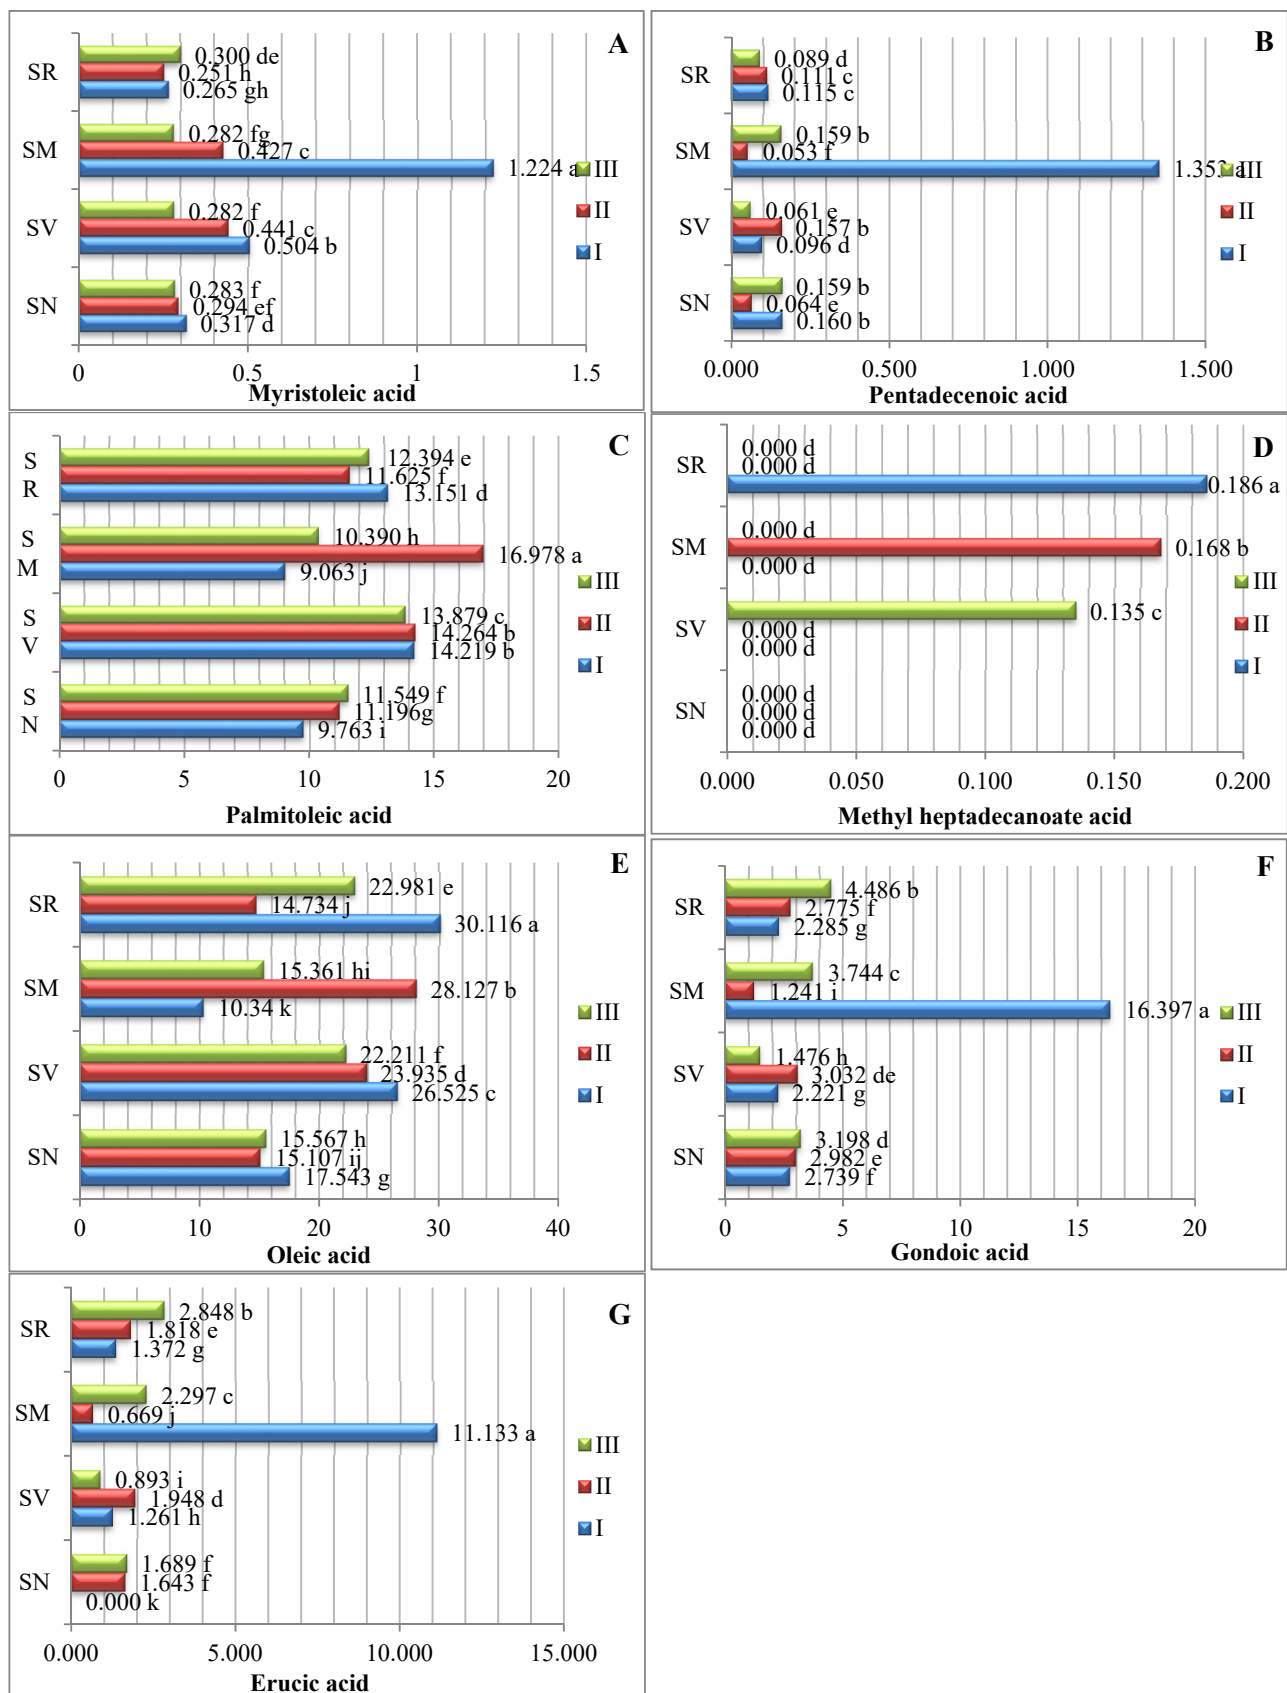 A
SR
0.300 de
0.251 h
0.265 gh
SM
0.282 fg
0.427 c
1.224 a
SV
0.282 f
0.441 c
0.504 b
SN
0.283 f
0.294 ef
0.317 d
III
II
I
0 0.5 1 1.5
Myristoleic acid
B
SR
0.089 d
0.111 c
0.115 c
SM
0.159 b
0.053 f
1.353 a
SV
0.061 e
0.157 b
0.096 d
SN
0.159 b
0.064 e
0.160 b
III
II
I
0.000 0.500 1.000 1.500
Pentadecenoic acid
C
S
R
12.394 e
11.625 f
13.151 d
S
M
10.390 h
16.978 a
9.063 j
S
V
13.879 c
14.264 b
14.219 b
S
N
11.549 f
11.196g
9.763 i
III
II
I
0 5 10 15 20
Palmitoleic acid
D
SR
0.000 d
0.000 d
0.186 a
SM
0.000 d
0.168 b
0.000 d
SV
0.135 c
0.000 d
0.000 d
SN
0.000 d
0.000 d
0.000 d
III
II
I
0.000 0.050 0.100 0.150 0.200
Methyl heptadecanoate acid
E
SR
22.981 e
14.734 j
30.116 a
SM
15.361 hi
28.127 b
10.34 k
SV
22.211 f
23.935 d
26.525 c
SN
15.567 h
15.107 ij
17.543 g
III
II
I
0 10 20 30 40
Oleic acid
F
SR
4.486 b
2.775 f
2.285 g
SM
3.744 c
1.241 i
16.397 a
SV
1.476 h
3.032 de
2.221 g
SN
3.198 d
2.982 e
2.739 f
III
II
I
0 5 10 15 20
Gondoic acid
G
SR
2.848 b
1.818 e
1.372 g
SM
2.297 c
0.669 j
11.133 a
SV
0.893 i
1.948 d
1.261 h
SN
1.689 f
1.643 f
0.000 k
III
II
I
0.000 5.000 10.000 15.000
Erucic acid